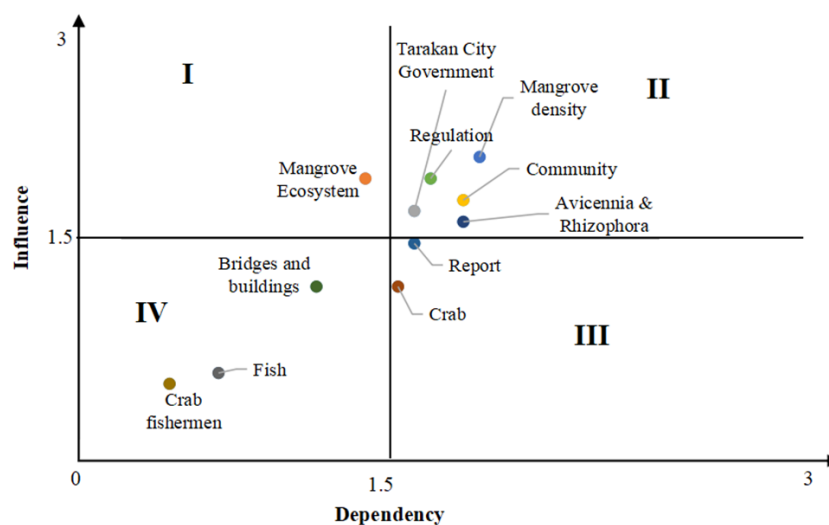 3
I
Tarakan City
Government
II
Mangrove
density
Regulation
Mangrove
Ecosystem
Community
Avicennia &
Rhizophora
Influence
1.5
Bridges and
buildings
Report
IV
Crab
III
Fish
Crab
fishermen
0
1.5
3
Dependency